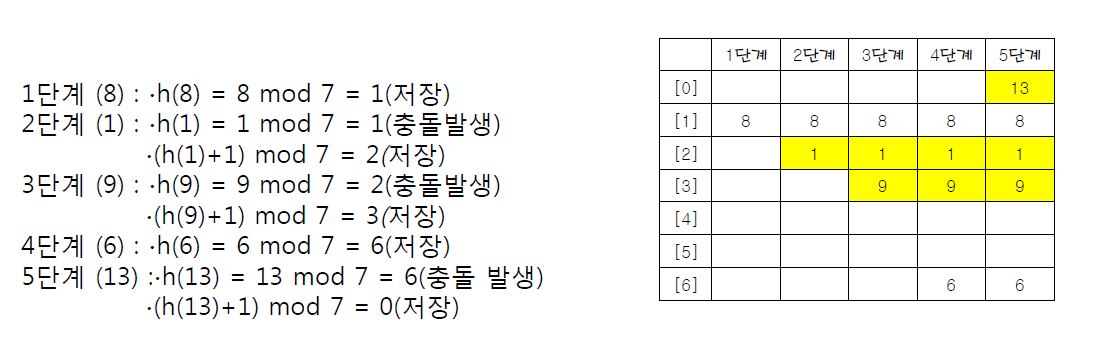 1단계 (8) : ·h(8) = 8 mod 7 = 1(저장)
2단계 (1) : ·h(1) = 1 mod 7 = 1(충돌발생)
·(h(1)+1) mod 7 = 2(저장)
3단계 (9) : ·h(9) = 9 mod 7 = 2(충돌발생)
·(h(9)+1) mod 7 = 3(저장)
4단계 (6) : ·h(6) = 6 mod 7 = 6(저장)
5단계 (13) :·h(13) = 13 mod 7 = 6(충돌 발생)
·(h(13)+1) mod 7 = 0(저장)
1단계 2단계 3단계 4단계 5단계
[0] 13
[1] 8 8 8 8 8
[2] 1 1 1 1
[3] 9 9 9
[4]
[5]
[6] 6 6